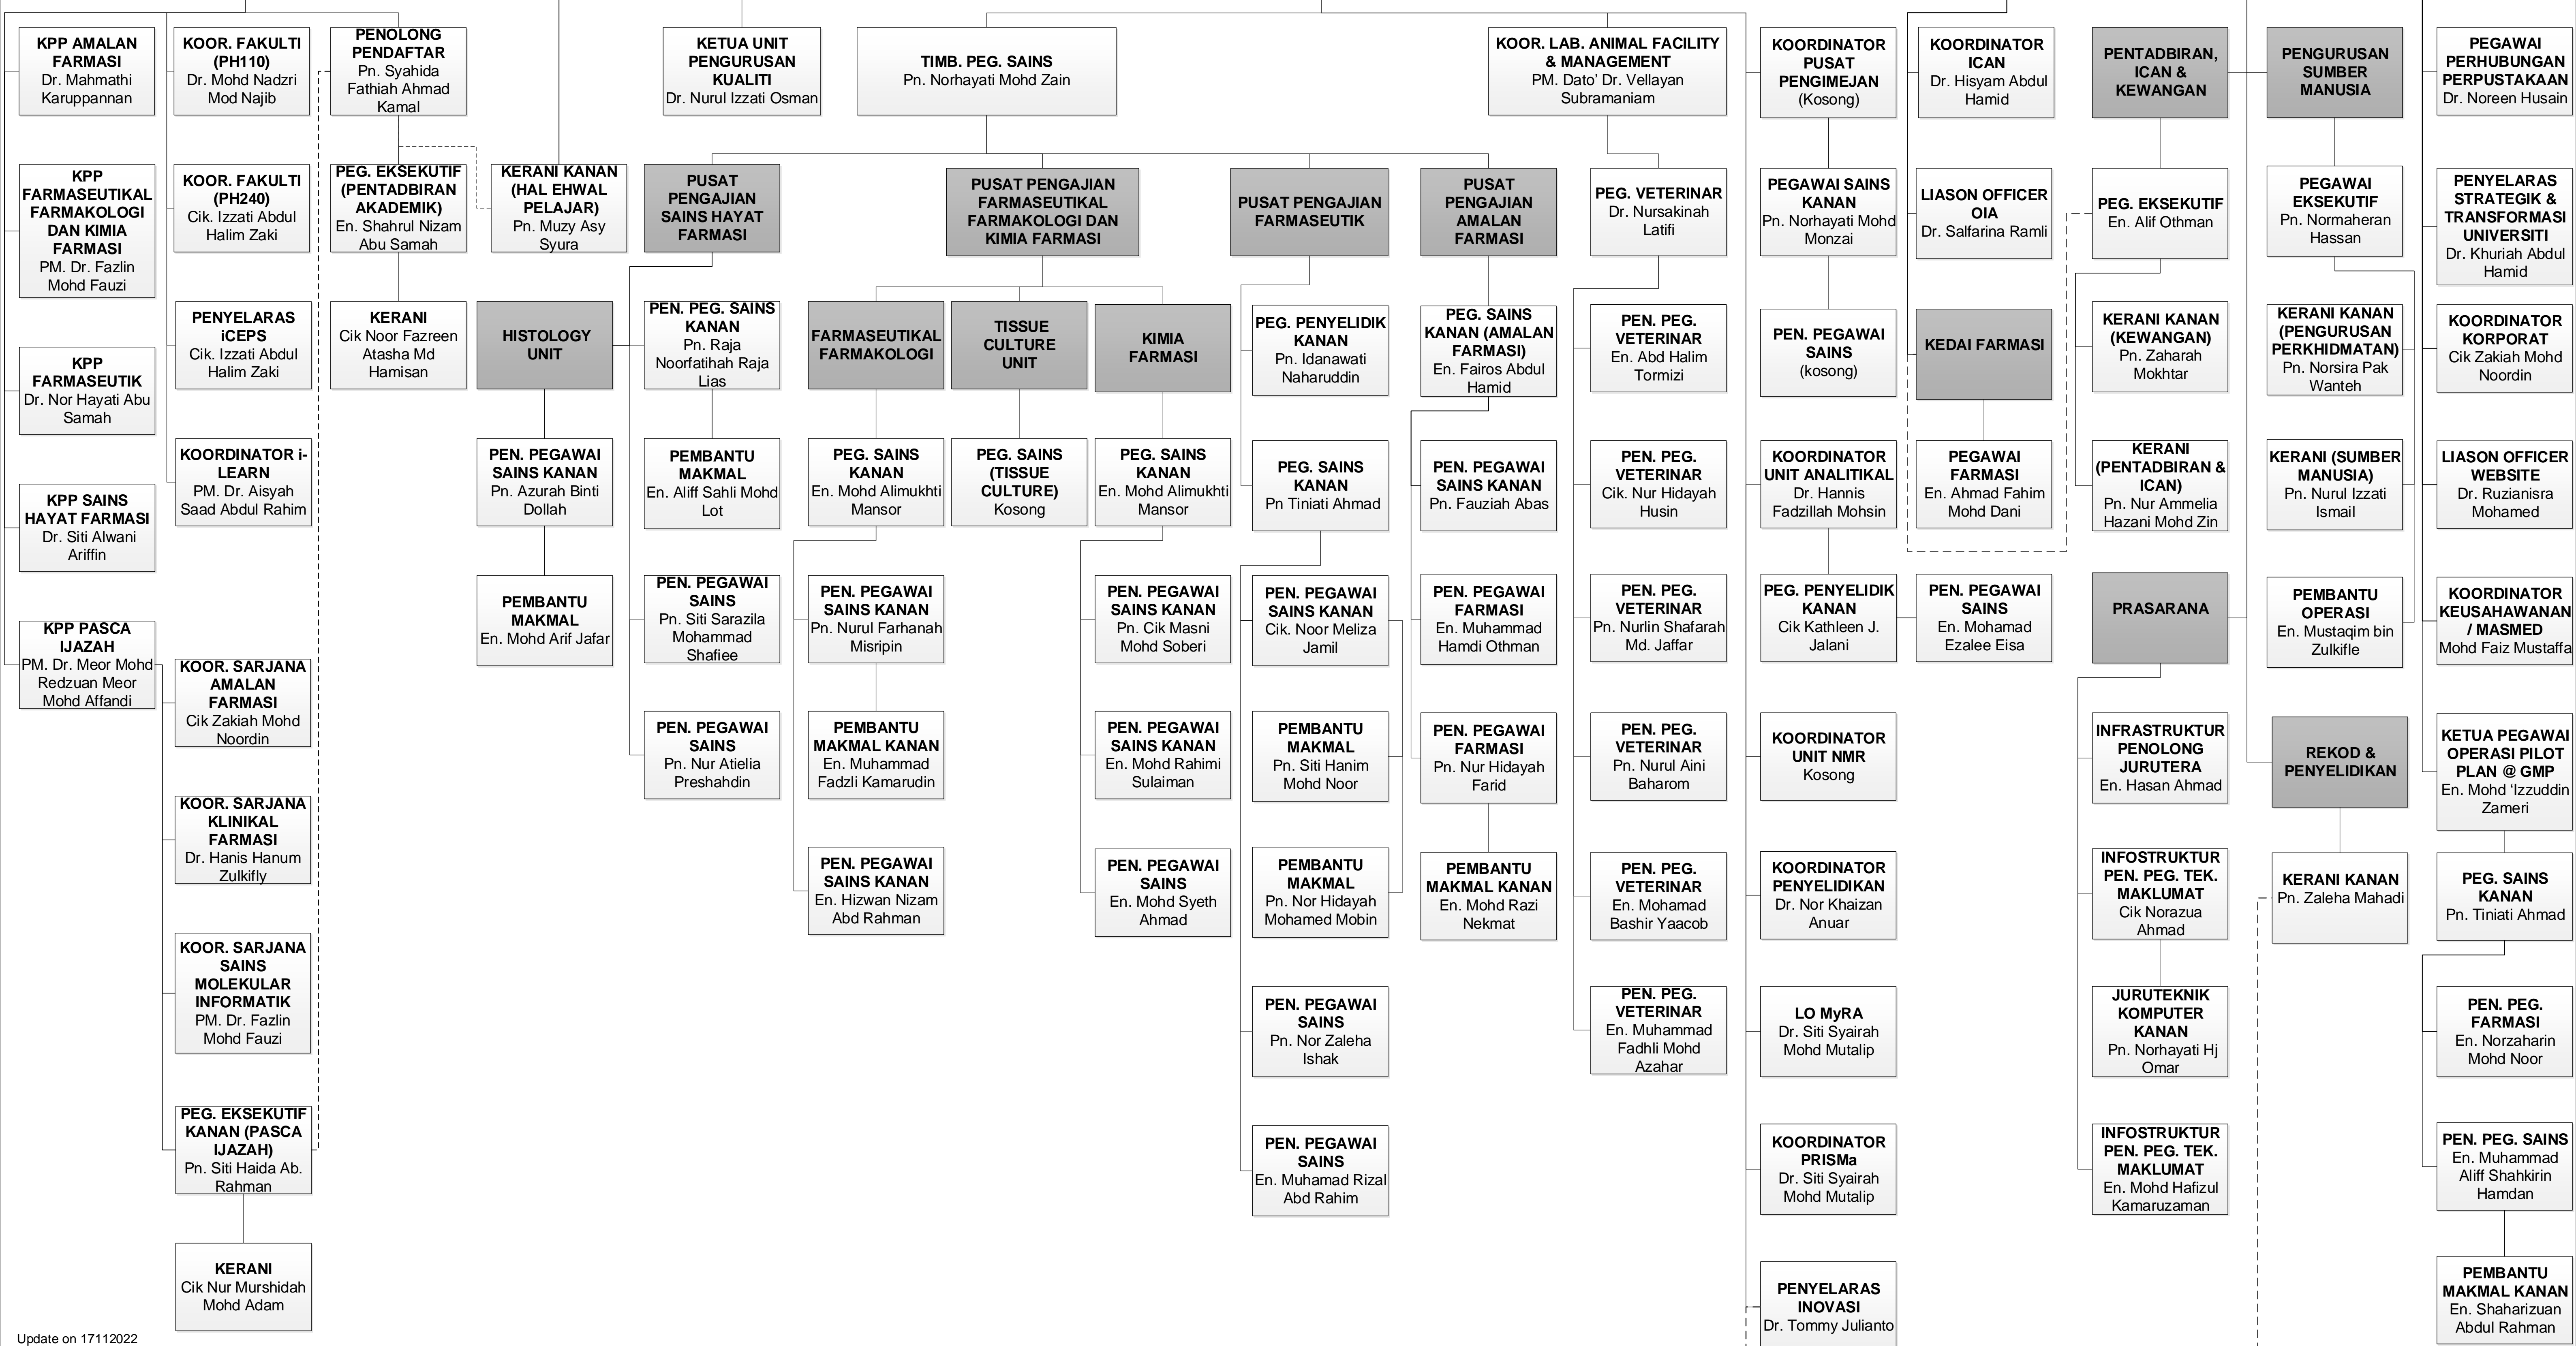 KPP AMALAN
FARMASI
Dr. Mahmathi
Karuppannan
KPP
FARMASEUTIKAL
FARMAKOLOGI
DAN KIMIA
FARMASI
PM. Dr. Fazlin
Mohd Fauzi
KPP
FARMASEUTIK
Dr. Nor Hayati Abu
Samah
KPP SAINS
HAYAT FARMASI
Dr. Siti Alwani
Ariffin
KPP PASCA
IJAZAH
PM. Dr. Meor Mohd
Redzuan Meor
Mohd Affandi
KOOR. FAKULTI
(PH110)
Dr. Mohd Nadzri
Mod Najib
KOOR. FAKULTI
(PH240)
Cik. Izzati Abdul
Halim Zaki
PENYELARAS
iCEPS
Cik. Izzati Abdul
Halim Zaki
KOORDINATOR i-
LEARN
PM. Dr. Aisyah
Saad Abdul Rahim
KOOR. SARJANA
AMALAN
FARMASI
Cik Zakiah Mohd
Noordin
KOOR. SARJANA
KLINIKAL
FARMASI
Dr. Hanis Hanum
Zulkifly
KOOR. SARJANA
SAINS
MOLEKULAR
INFORMATIK
PM. Dr. Fazlin
Mohd Fauzi
PEG. EKSEKUTIF
KANAN (PASCA
IJAZAH)
Pn. Siti Haida Ab.
Rahman
KERANI
Cik Nur Murshidah
Mohd Adam
PENOLONG
PENDAFTAR
Pn. Syahida
Fathiah Ahmad
Kamal
PEG. EKSEKUTIF
(PENTADBIRAN
AKADEMIK)
En. Shahrul Nizam
Abu Samah
KERANI
Cik Noor Fazreen
Atasha Md
Hamisan
KERANI KANAN
(HAL EHWAL
PELAJAR)
Pn. Muzy Asy
Syura
KETUA UNIT
PENGURUSAN
KUALITI
Dr. Nurul Izzati Osman
TIMB. PEG. SAINS
Pn. Norhayati Mohd Zain
PUSAT
PENGAJIAN
SAINS HAYAT
FARMASI
HISTOLOGY
UNIT
PEN. PEGAWAI
SAINS KANAN
Pn. Azurah Binti
Dollah
PEMBANTU
MAKMAL
En. Mohd Arif Jafar
PEN. PEG. SAINS
KANAN
Pn. Raja
Noorfatihah Raja
Lias
PEMBANTU
MAKMAL
En. Aliff Sahli Mohd
Lot
PEN. PEGAWAI
SAINS
Pn. Siti Sarazila
Mohammad
Shafiee
PEN. PEGAWAI
SAINS
Pn. Nur Atielia
Preshahdin
PUSAT PENGAJIAN
FARMASEUTIKAL
FARMAKOLOGI DAN
KIMIA FARMASI
FARMASEUTIKAL
FARMAKOLOGI
PEG. SAINS
KANAN
En. Mohd Alimukhti
Mansor
PEN. PEGAWAI
SAINS KANAN
Pn. Nurul Farhanah
Misripin
PEMBANTU
MAKMAL KANAN
En. Muhammad
Fadzli Kamarudin
PEN. PEGAWAI
SAINS KANAN
En. Hizwan Nizam
Abd Rahman
TISSUE
CULTURE
UNIT
PEG. SAINS
(TISSUE
CULTURE)
Kosong
KIMIA
FARMASI
PEG. SAINS
KANAN
En. Mohd Alimukhti
Mansor
PEN. PEGAWAI
SAINS KANAN
Pn. Cik Masni
Mohd Soberi
PEN. PEGAWAI
SAINS KANAN
En. Mohd Rahimi
Sulaiman
PEN. PEGAWAI
SAINS
En. Mohd Syeth
Ahmad
PUSAT PENGAJIAN
FARMASEUTIK
PEG. PENYELIDIK
KANAN
Pn. Idanawati
Naharuddin
PEG. SAINS
KANAN
Pn Tiniati Ahmad
PEN. PEGAWAI
SAINS KANAN
Cik. Noor Meliza
Jamil
PEMBANTU
MAKMAL
Pn. Siti Hanim
Mohd Noor
PEMBANTU
MAKMAL
Pn. Nor Hidayah
Mohamed Mobin
PEN. PEGAWAI
SAINS
Pn. Nor Zaleha
Ishak
PEN. PEGAWAI
SAINS
En. Muhamad Rizal
Abd Rahim
PUSAT
PENGAJIAN
AMALAN
FARMASI
PEG. SAINS
KANAN (AMALAN
FARMASI)
En. Fairos Abdul
Hamid
PEN. PEGAWAI
SAINS KANAN
Pn. Fauziah Abas
PEN. PEGAWAI
FARMASI
En. Muhammad
Hamdi Othman
PEN. PEGAWAI
FARMASI
Pn. Nur Hidayah
Farid
PEMBANTU
MAKMAL KANAN
En. Mohd Razi
Nekmat
KOOR. LAB. ANIMAL FACILITY
& MANAGEMENT
PM. Dato’ Dr. Vellayan
Subramaniam
PEG. VETERINAR
Dr. Nursakinah
Latifi
PEN. PEG.
VETERINAR
En. Abd Halim
Tormizi
PEN. PEG.
VETERINAR
Cik. Nur Hidayah
Husin
PEN. PEG.
VETERINAR
Pn. Nurlin Shafarah
Md. Jaffar
PEN. PEG.
VETERINAR
Pn. Nurul Aini
Baharom
PEN. PEG.
VETERINAR
En. Mohamad
Bashir Yaacob
PEN. PEG.
VETERINAR
En. Muhammad
Fadhli Mohd
Azahar
KOORDINATOR
PUSAT
PENGIMEJAN
(Kosong)
PEGAWAI SAINS
KANAN
Pn. Norhayati Mohd
Monzai
PEN. PEGAWAI
SAINS
(kosong)
KOORDINATOR
UNIT ANALITIKAL
Dr. Hannis
Fadzillah Mohsin
PEG. PENYELIDIK
KANAN
Cik Kathleen J.
Jalani
KOORDINATOR
UNIT NMR
Kosong
KOORDINATOR
PENYELIDIKAN
Dr. Nor Khaizan
Anuar
LO MyRA
Dr. Siti Syairah
Mohd Mutalip
KOORDINATOR
PRISMa
Dr. Siti Syairah
Mohd Mutalip
PENYELARAS
INOVASI
Dr. Tommy Julianto
KOORDINATOR
ICAN
Dr. Hisyam Abdul
Hamid
LIASON OFFICER
OIA
Dr. Salfarina Ramli
KEDAI FARMASI
PEGAWAI
FARMASI
En. Ahmad Fahim
Mohd Dani
PEN. PEGAWAI
SAINS
En. Mohamad
Ezalee Eisa
PENTADBIRAN,
ICAN &
KEWANGAN
PEG. EKSEKUTIF
En. Alif Othman
KERANI KANAN
(KEWANGAN)
Pn. Zaharah
Mokhtar
KERANI
(PENTADBIRAN &
ICAN)
Pn. Nur Ammelia
Hazani Mohd Zin
PRASARANA
INFRASTRUKTUR
PENOLONG
JURUTERA
En. Hasan Ahmad
INFOSTRUKTUR
PEN. PEG. TEK.
MAKLUMAT
Cik Norazua
Ahmad
JURUTEKNIK
KOMPUTER
KANAN
Pn. Norhayati Hj
Omar
INFOSTRUKTUR
PEN. PEG. TEK.
MAKLUMAT
En. Mohd Hafizul
Kamaruzaman
PENGURUSAN
SUMBER
MANUSIA
PEGAWAI
EKSEKUTIF
Pn. Normaheran
Hassan
KERANI KANAN
(PENGURUSAN
PERKHIDMATAN)
Pn. Norsira Pak
Wanteh
KERANI (SUMBER
MANUSIA)
Pn. Nurul Izzati
Ismail
PEMBANTU
OPERASI
En. Mustaqim bin
Zulkifle
REKOD &
PENYELIDIKAN
KERANI KANAN
Pn. Zaleha Mahadi
PEGAWAI
PERHUBUNGAN
PERPUSTAKAAN
Dr. Noreen Husain
PENYELARAS
STRATEGIK &
TRANSFORMASI
UNIVERSITI
Dr. Khuriah Abdul
Hamid
KOORDINATOR
KORPORAT
Cik Zakiah Mohd
Noordin
LIASON OFFICER
WEBSITE
Dr. Ruzianisra
Mohamed
KOORDINATOR
KEUSAHAWANAN
/ MASMED
Mohd Faiz Mustaffa
KETUA PEGAWAI
OPERASI PILOT
PLAN @ GMP
En. Mohd ‘Izzuddin
Zameri
PEG. SAINS
KANAN
Pn. Tiniati Ahmad
PEN. PEG.
FARMASI
En. Norzaharin
Mohd Noor
PEN. PEG. SAINS
En. Muhammad
Aliff Shahkirin
Hamdan
PEMBANTU
MAKMAL KANAN
En. Shaharizuan
Abdul Rahman
Update on 17112022